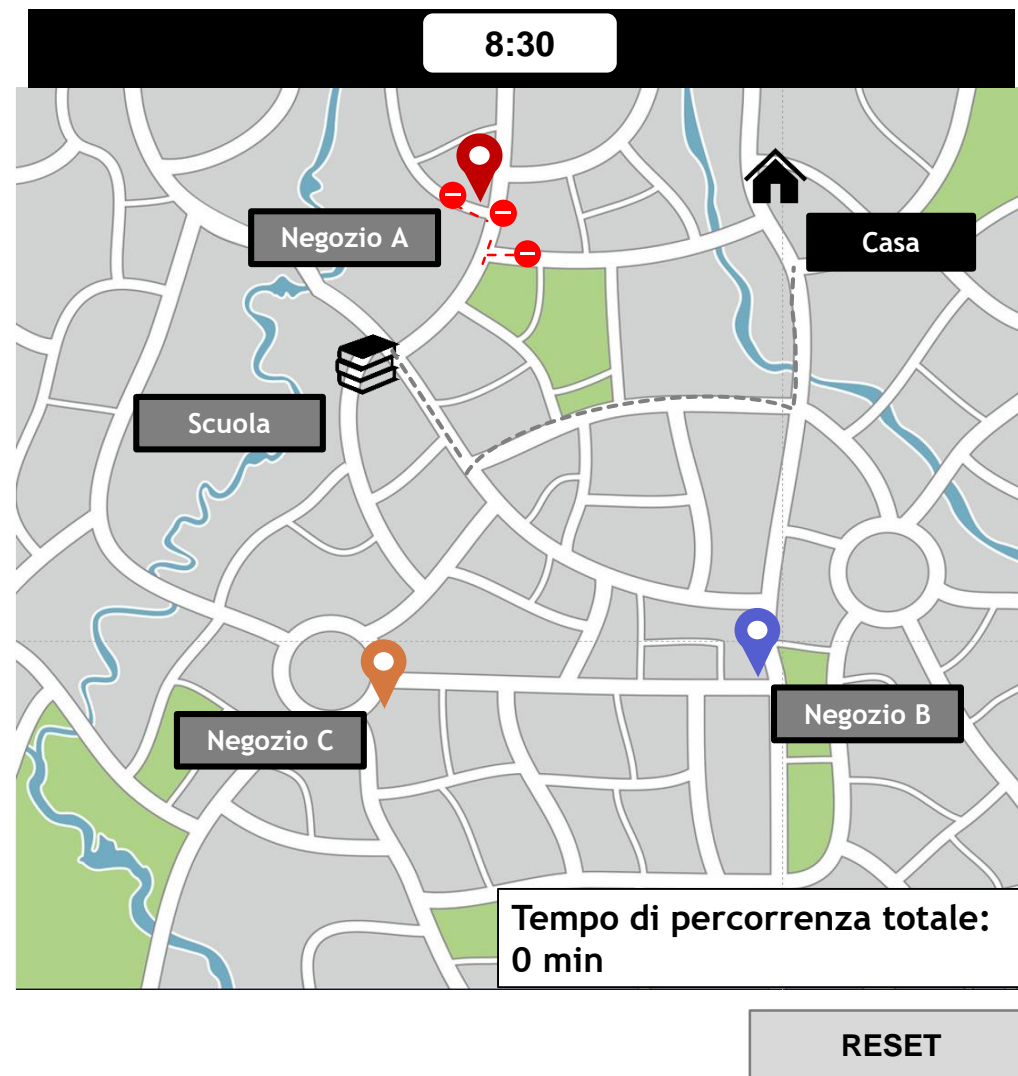 8:30
Negozio A
Casa
Scuola
Negozio B
Negozio C
Tempo di percorrenza totale:
0 min
RESET